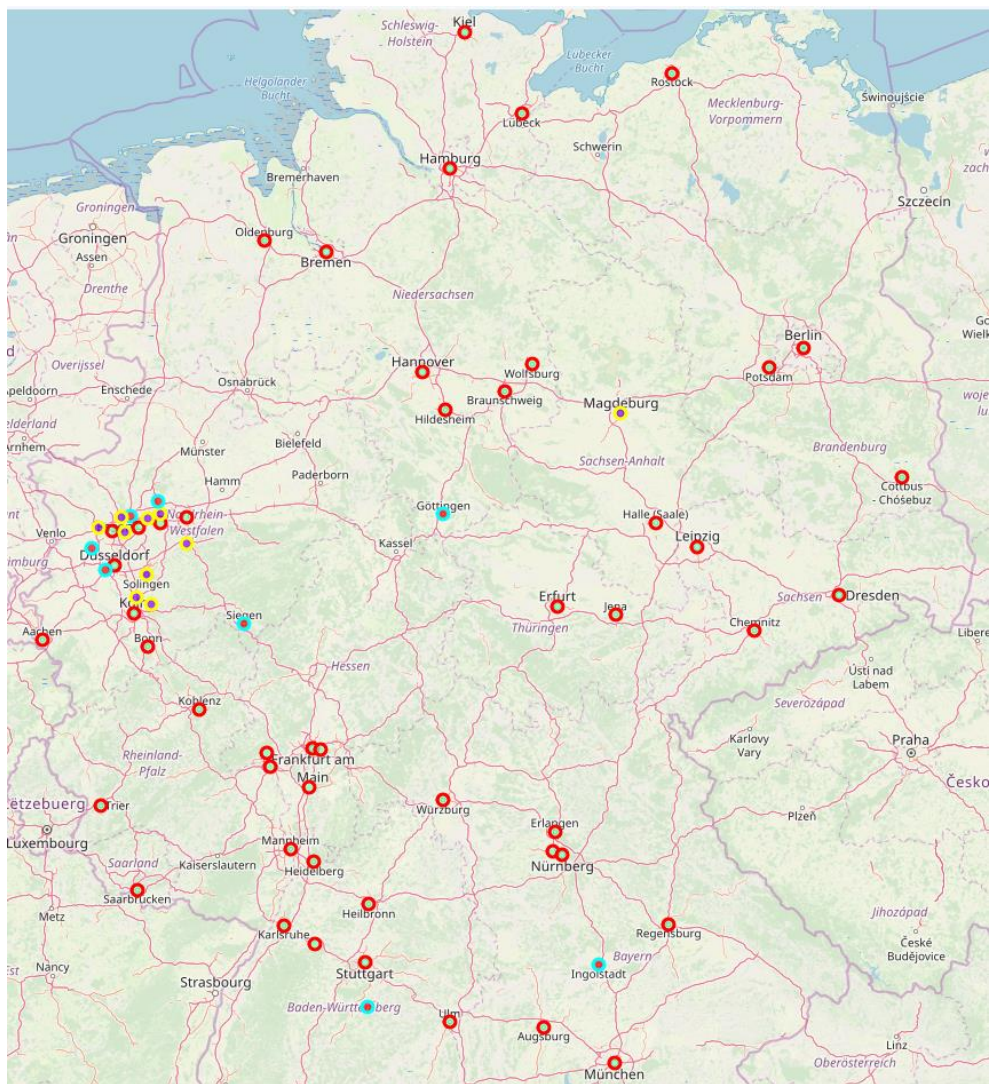 Kiel
Schleswig-
Holstein
Lübecker
Bucht
Rostock
Helgoländer
Bucht
Świnoujście
Mecklenburg-
Vorpommern
Lübeck
Schwerin
Hamburg
Bremerhaven
Szczecin
Groningen
Groningen
Assen
Oldenburg
Bremen
Drenthe
Niedersachsen
Berlin
Hannover
Wolfsburg
Potsdam
Overijssel
Apeldoorn
Enschede
Osnabrück
Braunschweig
Magdeburg
Hildesheim
Arnhem
Bielefeld
Münster
Brandenburg
Sachsen-Anhalt
Hamm
Paderborn
Cottbus
- Chóśebuz
Göttingen
Halle (Saale)
Venlo
Westfalen
Kassel
Leipzig
Düsseldorf
Solingen
Erfurt
Jena
Sachsen
Dresden
Siegen
Thüringen
Chemnitz
Aachen
Bonn
Hessen
Ústí nad
Labem
Koblenz
Severozápad
Karlovy
Vary
Praha
Rheinland-
Pfalz
Frankfurt am
Main
Trier
Würzburg
Plzeň
Luxembourg
Erlangen
Mannheim
Saarland
Kaiserslautern
Heidelberg
Nürnberg
Saarbrücken
Metz
Heilbronn
Jihozápad
Karlsruhe
Regensburg
České
Budějovice
Bayern
Nancy
Stuttgart
Ingolstadt
Strasbourg
Baden-Württemberg
Ulm
Augsburg
Linz
München
Oberösterreich